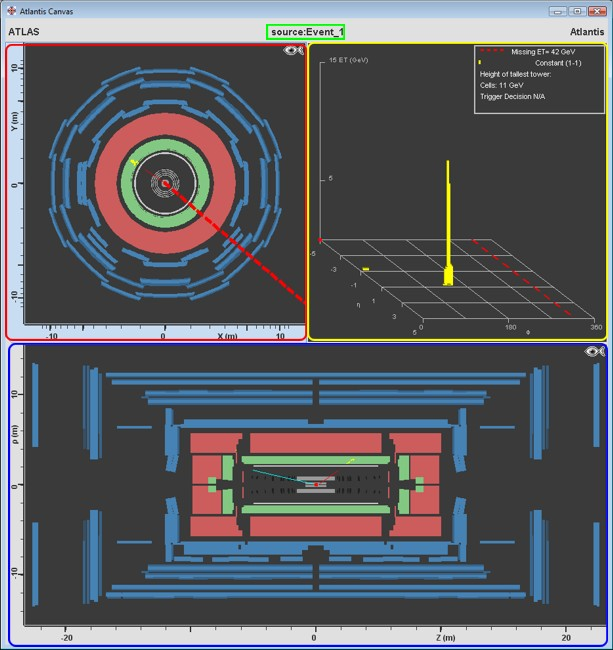 Atlantis Canvas
ATLAS source:Event_1 Atlantis
10
Y (m)
0
-10
-10 0 X (m) 10
15 ET (GeV)
Missing ET= 42 GeV
Constant (1-1)
Height of tallest tower:
Cells: 11 GeV
Trigger Decision N/A
5
-5
-3
-1
η 1
3
5 0 180 φ 360
10
ρ (m)
0
-10
-20 0 Z (m) 20